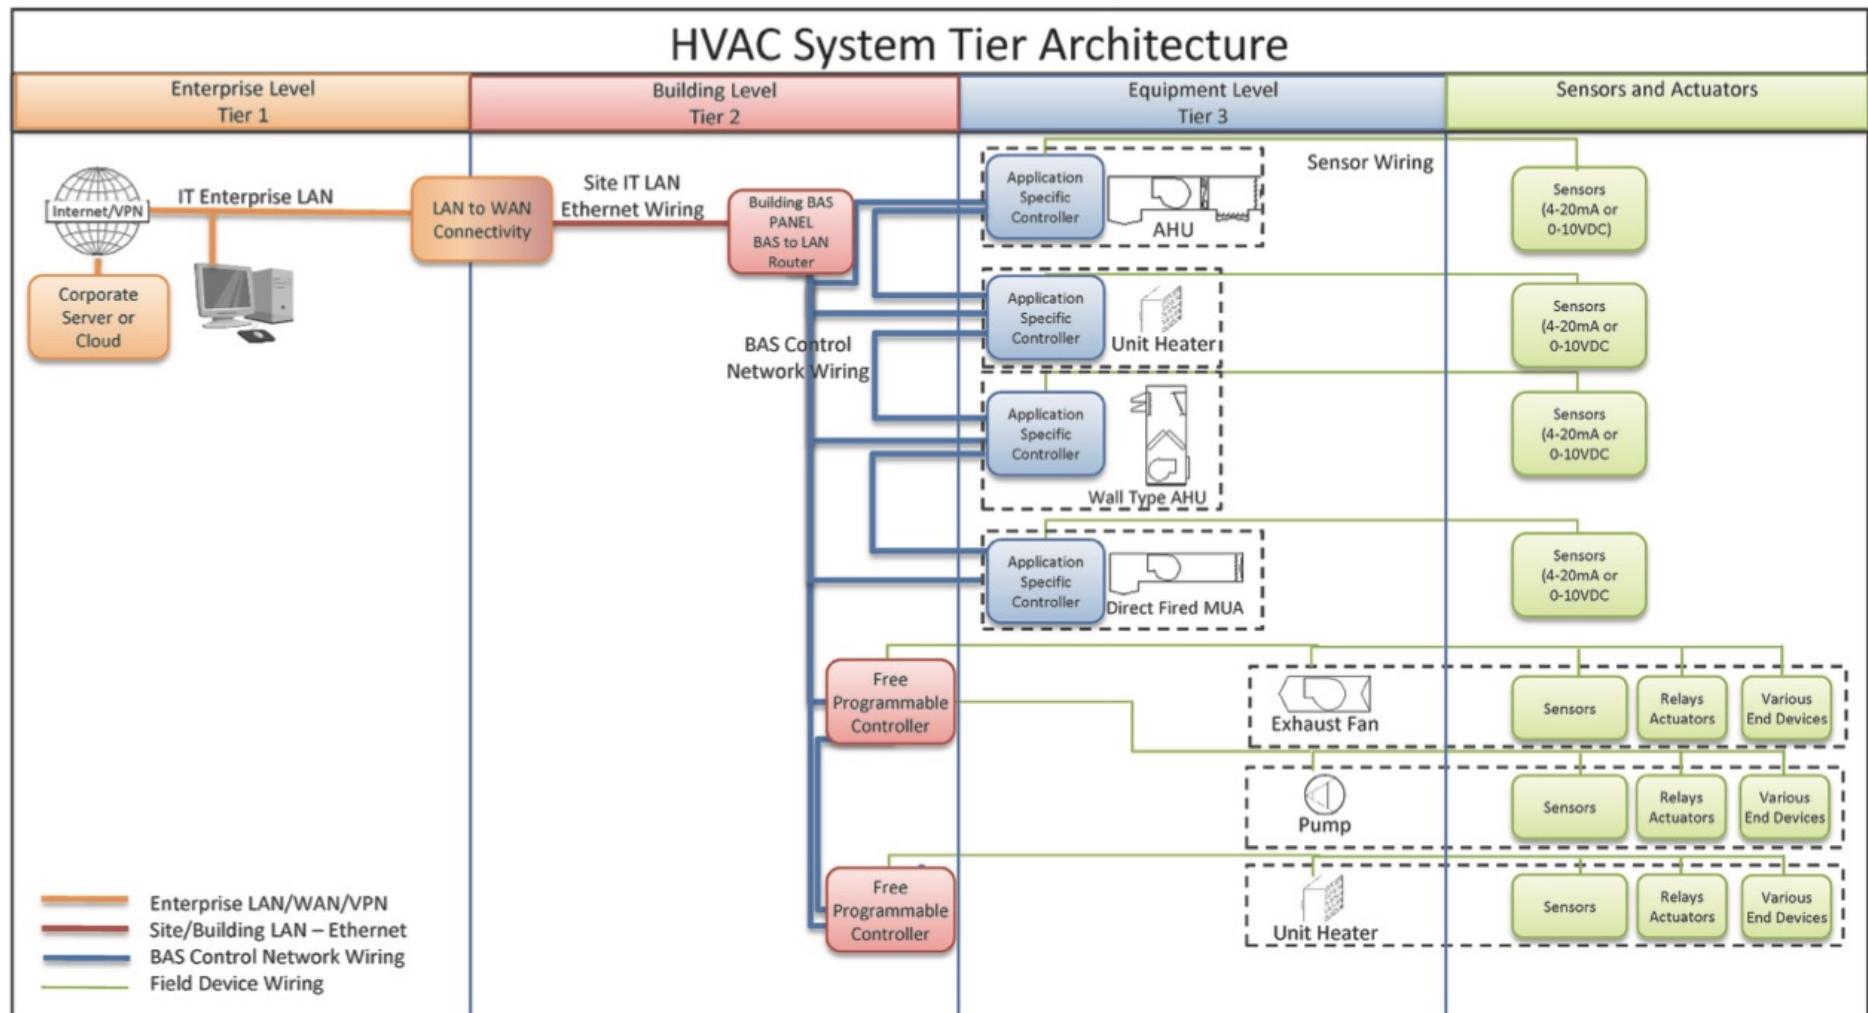 HVAC System Tier Architecture
Enterprise Level
Tier 1
Building Level
Tier 2
Equipment Level
Tier 3
Sensors and Actuators
Internet/VPN
IT Enterprise LAN
Corporate
Server or
Cloud
LAN to WAN
Connectivity
Site IT LAN
Ethernet Wiring
Building BAS
PANEL
BAS to LAN
Router
BAS Control
Network Wiring
Application
Specific
Controller
AHU
Sensor Wiring
Sensors
(4-20mA or
0-10VDC)
Application
Specific
Controller
Unit Heater
Sensors
(4-20mA or
0-10VDC
Application
Specific
Controller
Wall Type AHU
Sensors
(4-20mA or
0-10VDC
Application
Specific
Controller
Direct Fired MUA
Sensors
(4-20mA or
0-10VDC
Free
Programmable
Controller
Exhaust Fan
Sensors
Relays
Actuators
Various
End Devices
Pump
Sensors
Relays
Actuators
Various
End Devices
Free
Programmable
Controller
Unit Heater
Sensors
Relays
Actuators
Various
End Devices
Enterprise LAN/WAN/VPN
Site/Building LAN – Ethernet
BAS Control Network Wiring
Field Device Wiring